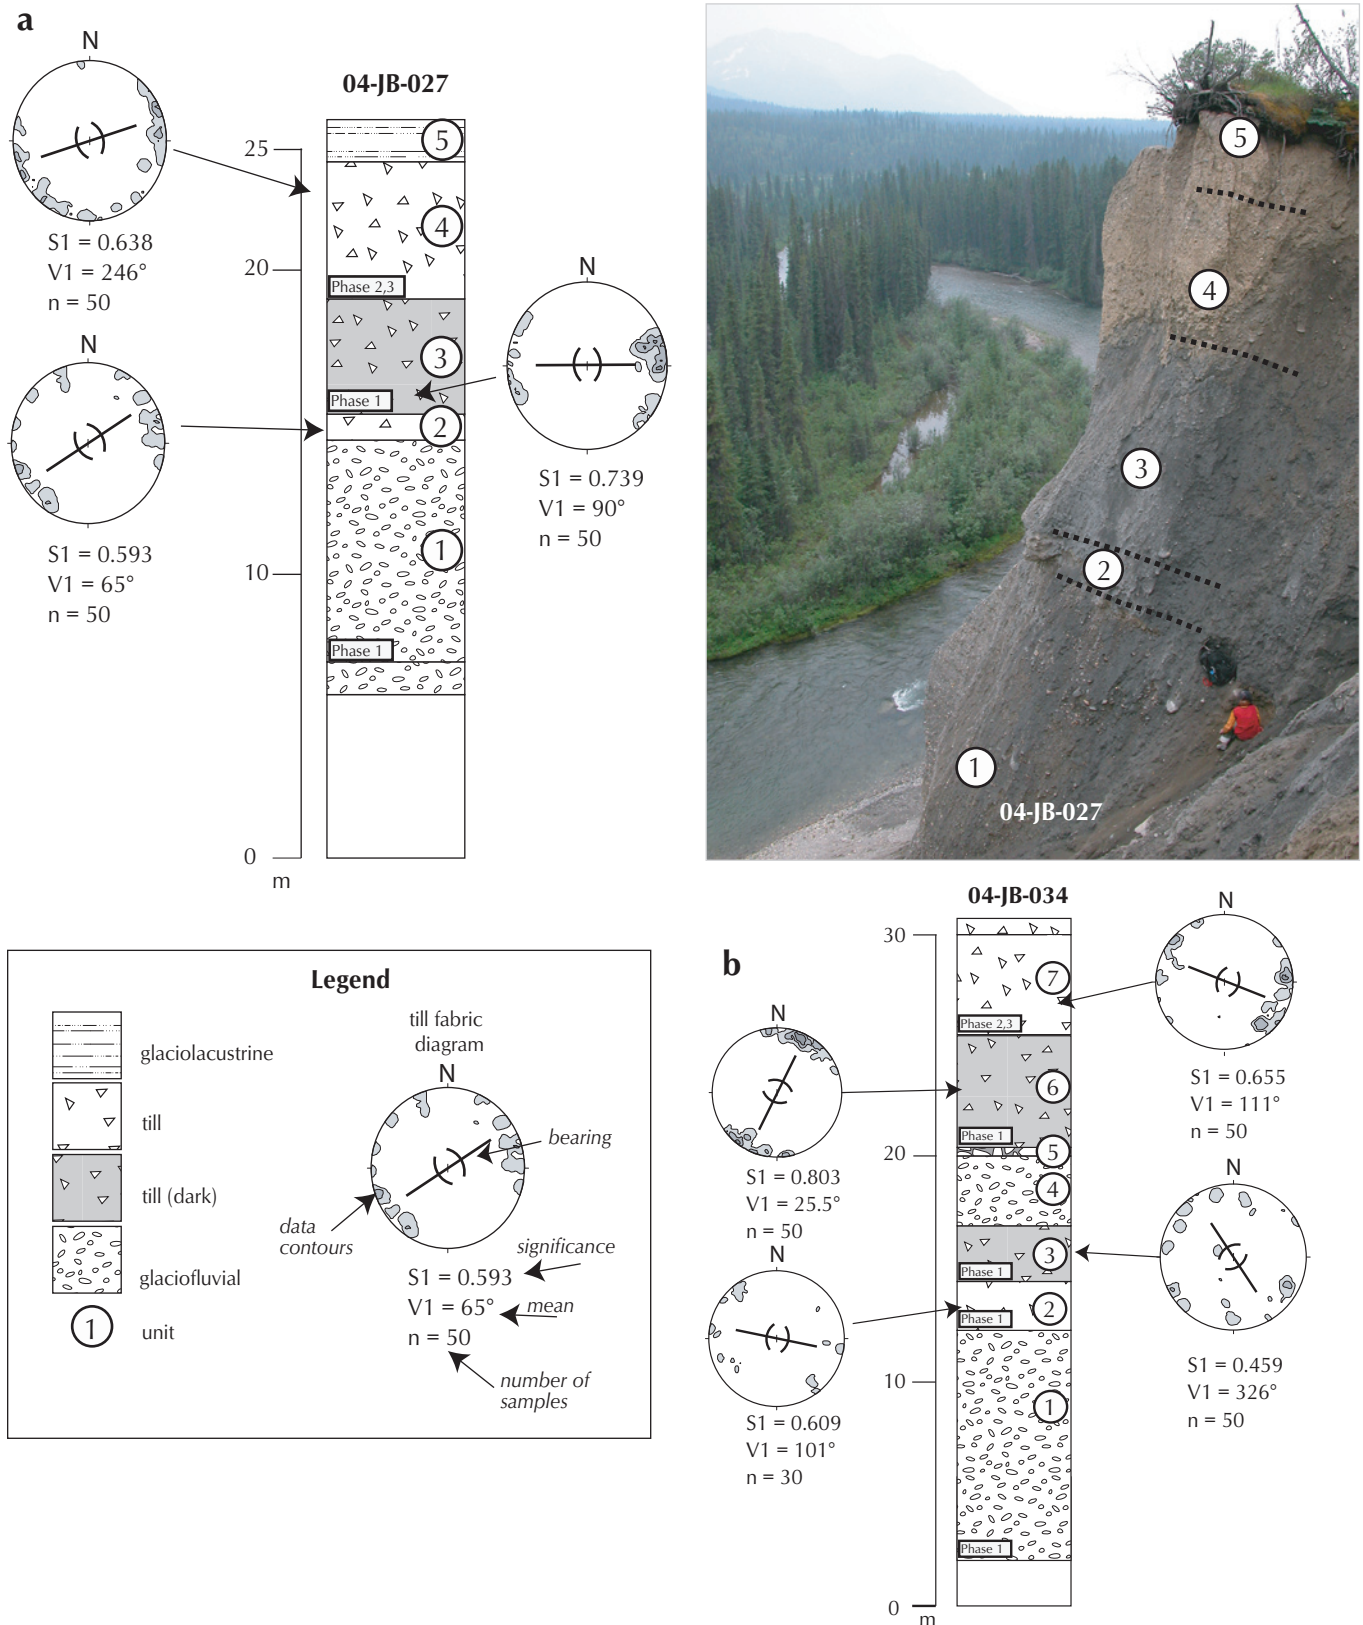 a
N
S1 = 0.638
V1 = 246°
n = 50
N
S1 = 0.593
V1 = 65°
n = 50
04-JB-027
25
20
10
0
m
5
4
Phase 2,3
3
Phase 1
2
1
Phase 1
N
S1 = 0.739
V1 = 90°
n = 50
5
4
3
2
1
04-JB-027
Legend
glaciolacustrine
till
till (dark)
glaciofluvial
1
unit
till fabric
diagram
N
bearing
data
contours
significance
S1 = 0.593
V1 = 65°
mean
n = 50
number of
samples
b
04-JB-034
30
20
10
0
m
7
Phase 2,3
6
Phase 1
5
4
3
Phase 1
2
Phase 1
1
Phase 1
N
S1 = 0.803
V1 = 25.5°
n = 50
N
S1 = 0.609
V1 = 101°
n = 30
N
S1 = 0.655
V1 = 111°
n = 50
N
S1 = 0.459
V1 = 326°
n = 50